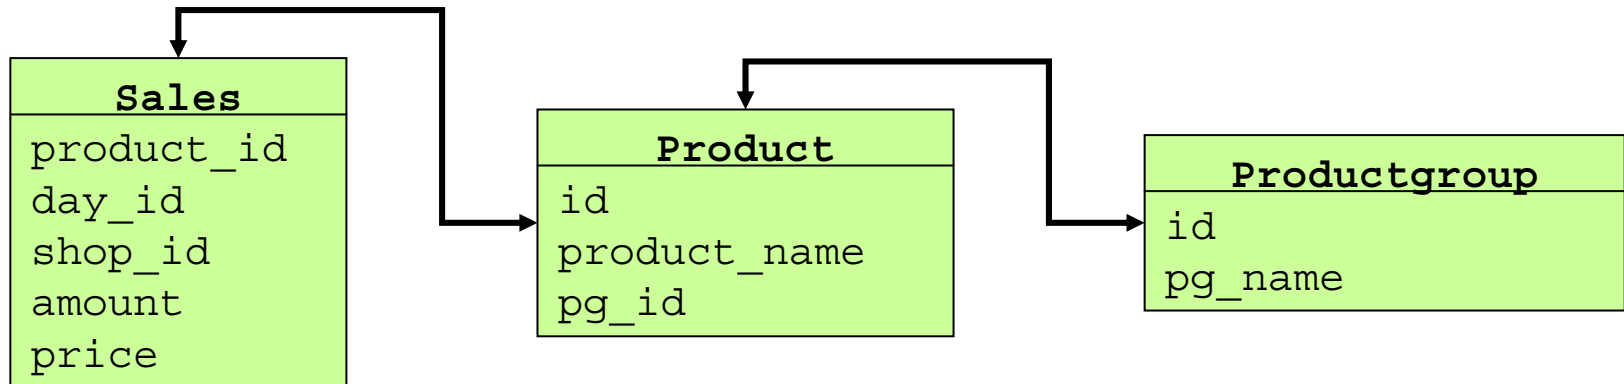 Sales
product_id
day_id
shop_id
amount
price
Product
id
product_name
pg_id
Productgroup
id
pg_name